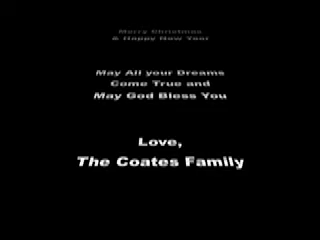 Merry Christmas
& Happy New Year
May All your Dreams
Come True and
May God Bless You
Love,
The Coates Family